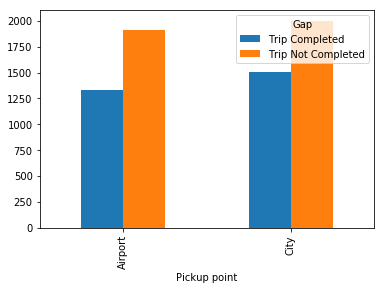 Gap
Trip Completed
Trip Not Completed
2000
1750
1500
1250
1000
750
500
250
0
Airport
City
Pickup point